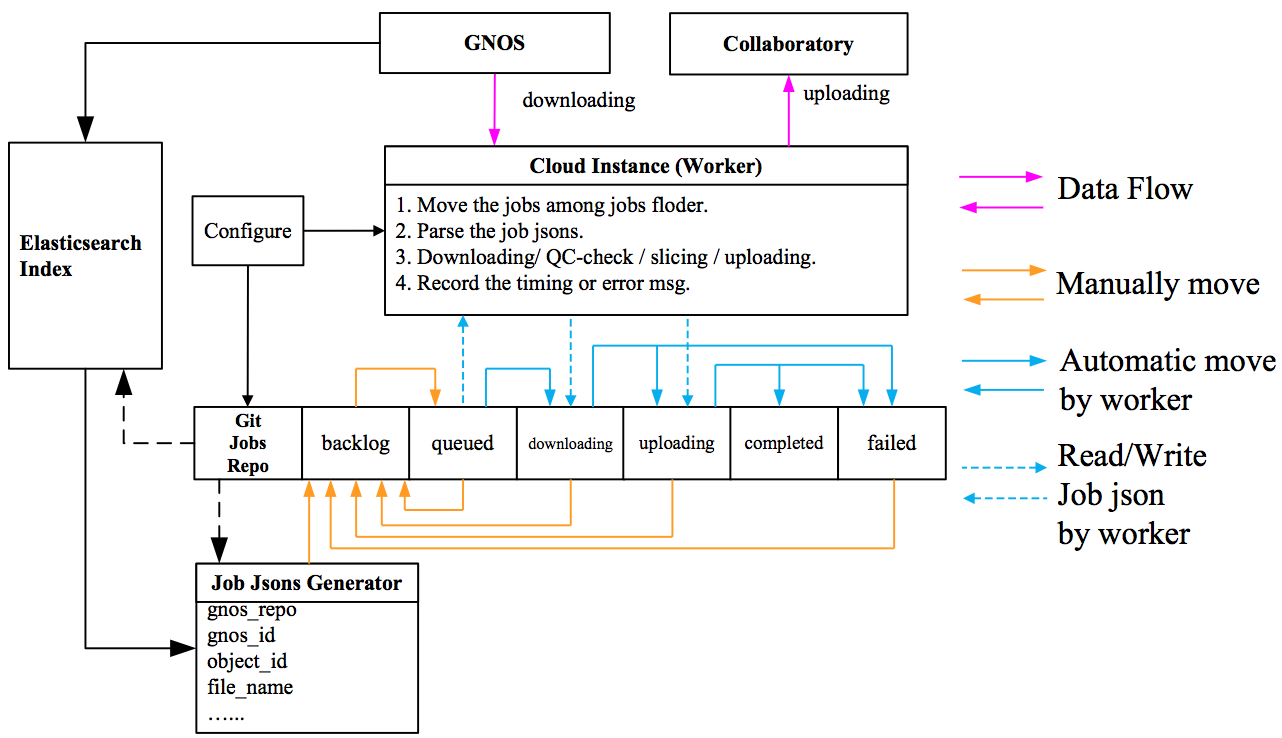 GNOS
Collaboratory
downloading
uploading
Cloud Instance (Worker)
1. Move the jobs among jobs floder.
2. Parse the job jsons.
3. Downloading/ QC-check / slicing / uploading.
4. Record the timing or error msg.
Configure
Elasticsearch
Index
Data Flow
Manually move
Automatic move
by worker
Read/Write
Job json
by worker
Git
Jobs
Repo
backlog
queued
downloading
uploading
completed
failed
Job Jsons Generator
gnos_repo
gnos_id
object_id
file_name
…...